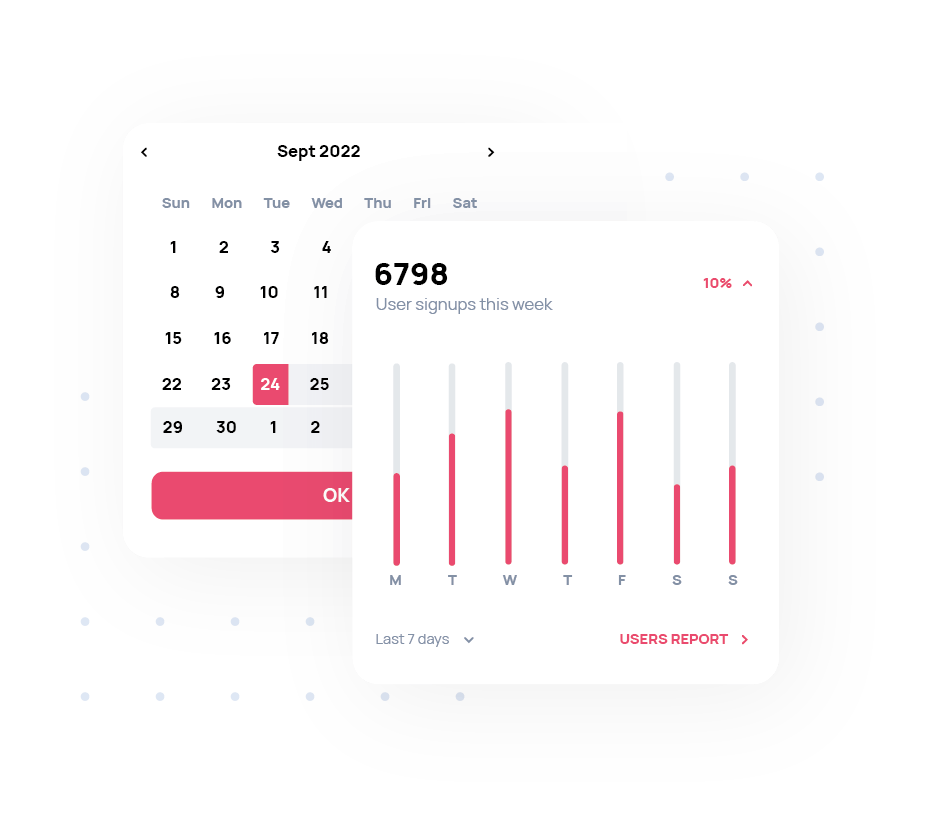 Sept 2022
Sun Mon Tue Wed Thu Fri Sat
1 2 3 4
8 9 10 11
15 16 17 18
22 23 24 25
29 30 1 2
OK
6798
10%
User signups this week
M T W T F S S
Last 7 days
USERS REPORT